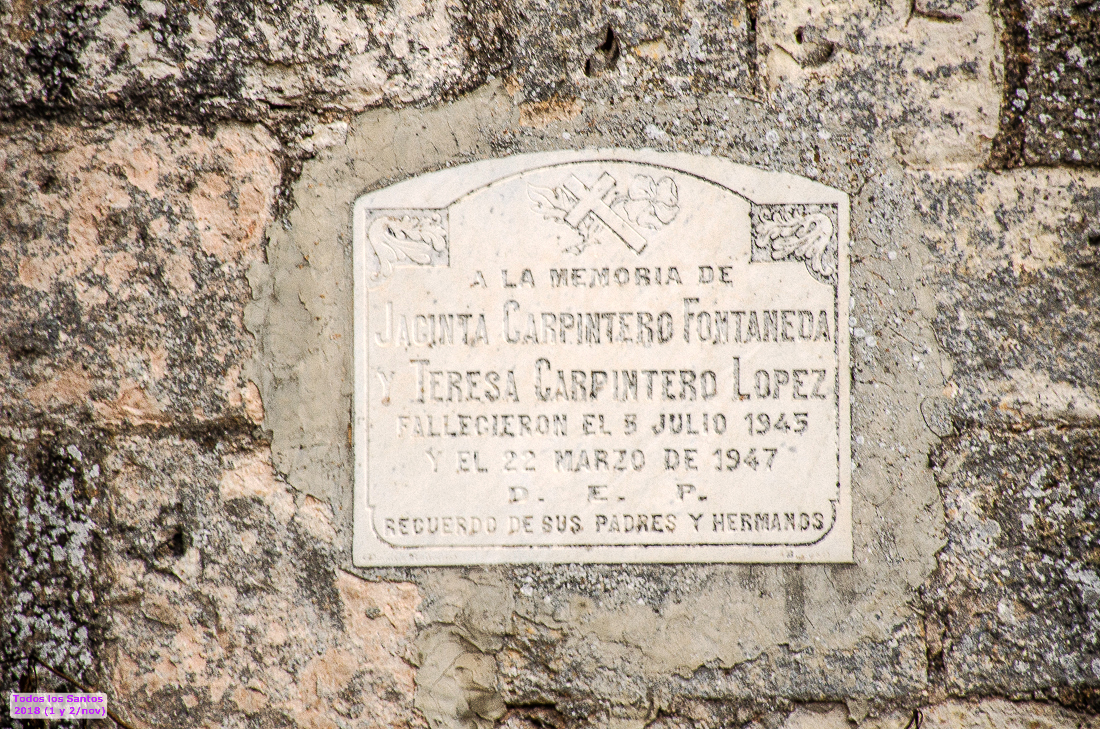 A LA MEMORIA DE
JACINTA CARPINTERO FONTANEDA
Y TERESA CARPINTERO LOPEZ
FALLECIERON EL 5 JULIO 1945
Y EL 22 MARZO DE 1947
D. E. P.
RECUERDO DE SUS PADRES Y HERMANOS
Todos los Santos
2018 (1 y 2/nov)